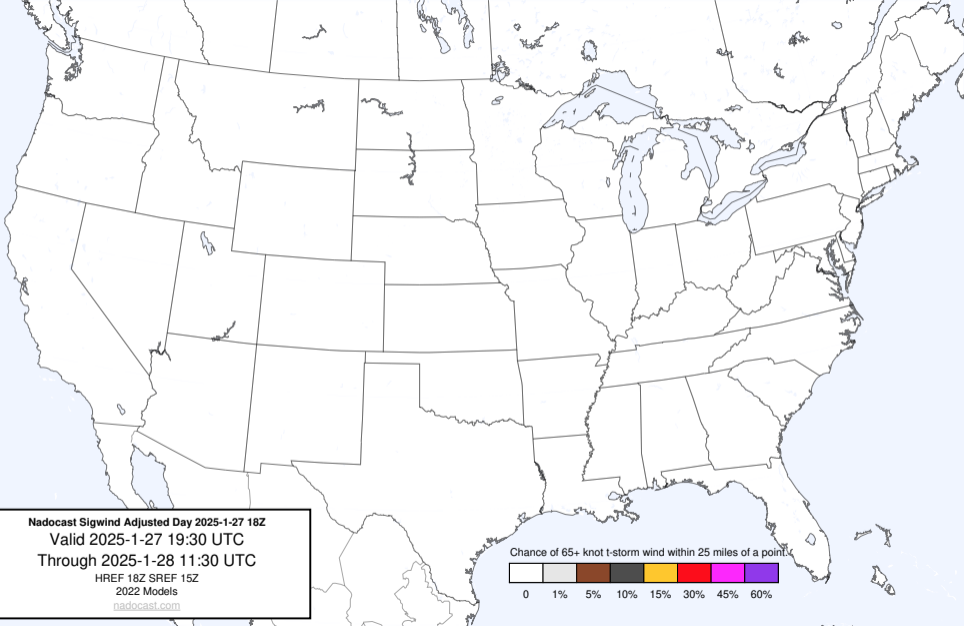 Nadocast Sigwind Adjusted Day 2025-1-27 18Z
Valid 2025-1-27 19:30 UTC
Through 2025-1-28 11:30 UTC
HREF 18Z SREF 15Z
2022 Models
nadocast.com
Chance of 65+ knot t-storm wind within 25 miles of a point.
0 1% 5% 10% 15% 30% 45% 60%